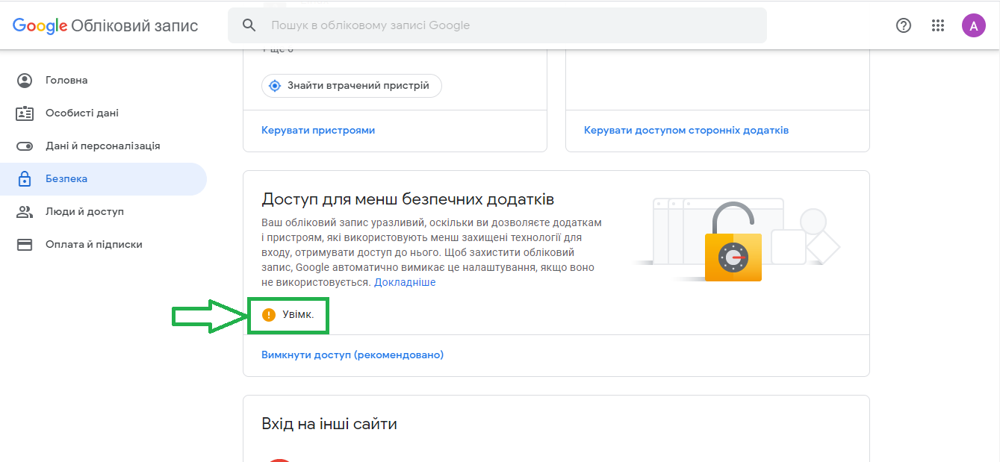 Google Обліковий запис
Пошук в обліковому записі Google
A
Головна
Особисті дані
Дані й персоналізація
Безпека
Люди й доступ
Оплата й підписки
Знайти втрачений пристрій
Керувати пристроями
Керувати доступом сторонніх додатків
Доступ для менш безпечних додатків
Ваш обліковий запис уразливий, оскільки ви дозволяєте додаткам
і пристроям, які використовують менш захищені технології для
входу, отримувати доступ до нього. Щоб захистити обліковий
запис, Google автоматично вимикає це налаштування, якщо воно
не використовується. Докладніше
Увімк.
Вимкнути доступ (рекомендовано)
Вхід на інші сайти